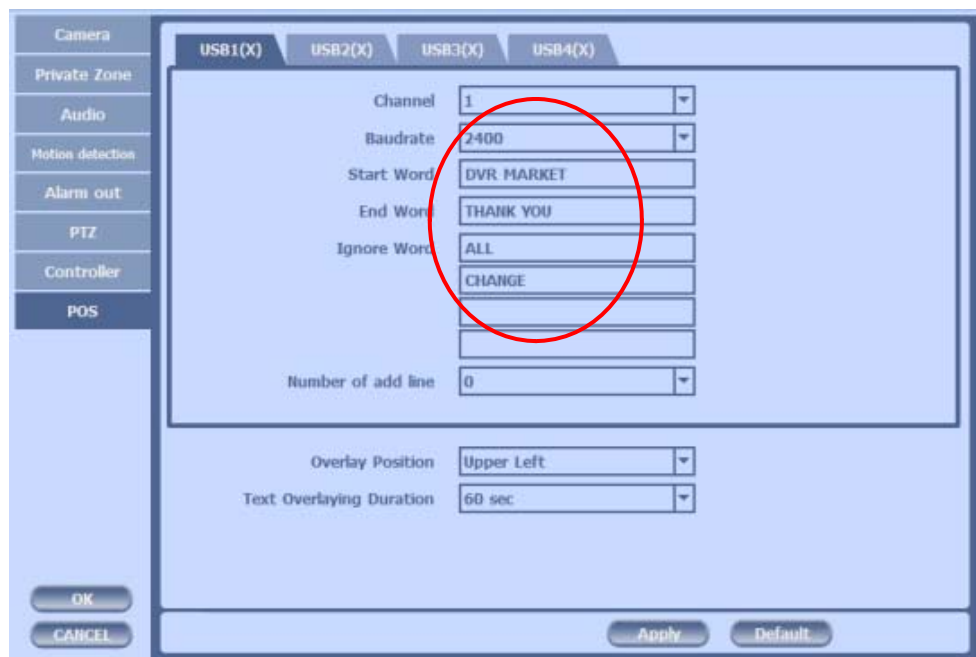 Camera
Private Zone
Audio
Motion detection
Alarm out
PTZ
Controller
POS
OK
CANCEL
USB1(X) USB2(X) USB3(X) USB4(X)
Channel 1
Baudrate 2400
Start Word DVR MARKET
End Word THANK YOU
Ignore Word ALL
CHANGE
Number of add line 0
Overlay Position Upper Left
Text Overlaying Duration 60 sec
Apply Default